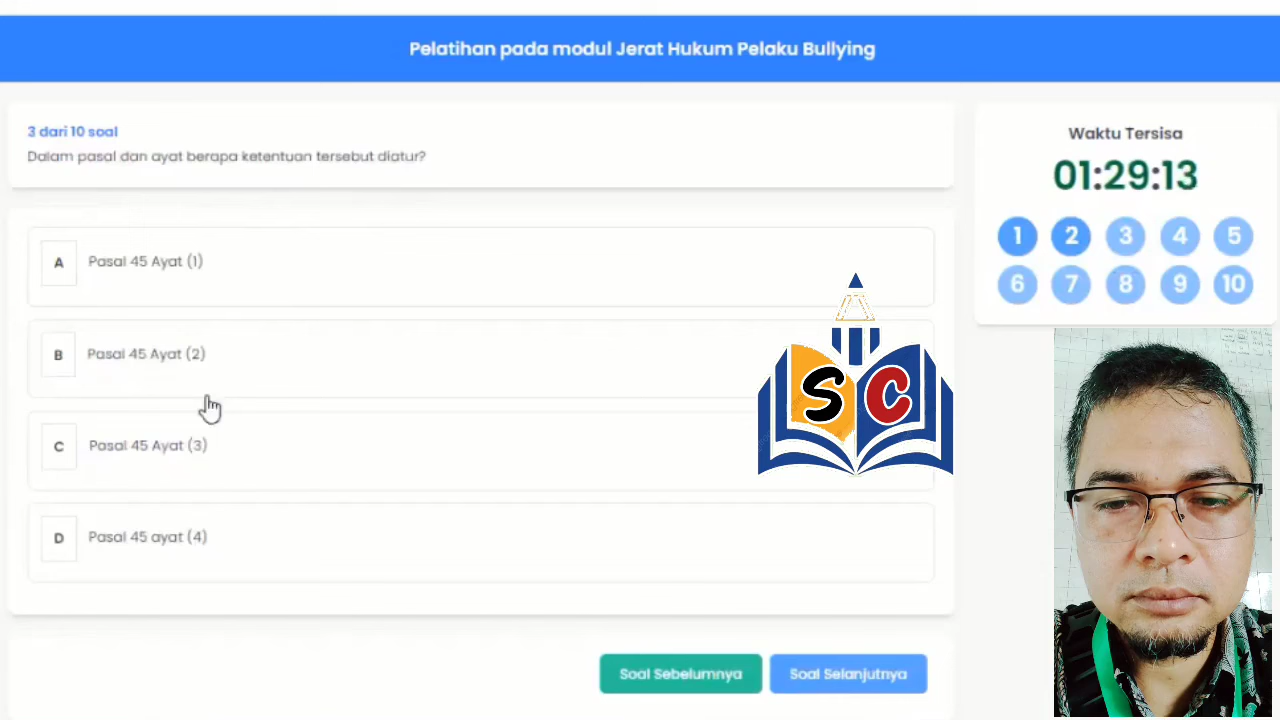 Pelatihan pada modul Jerat Hukum Pelaku Bullying
3 dari 10 soal
Dalam pasal dan ayat berapa ketentuan tersebut diatur?
A Pasal 45 Ayat (1)
B Pasal 45 Ayat (2)
C Pasal 45 Ayat (3)
D Pasal 45 ayat (4)
Soal Sebelumnya Soal Selanjutnya
Waktu Tersisa
01:29:13
1 2 3 4 5
6 7 8 9 10
S C